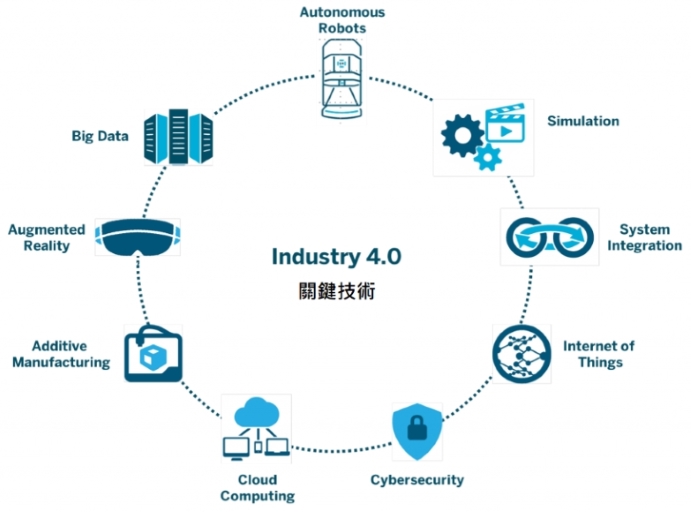 Autonomous
Robots
Simulation
System
Integration
Internet of
Things
Cybersecurity
Cloud
Computing
Additive
Manufacturing
Augmented
Reality
Big Data
Industry 4.0
關鍵技術